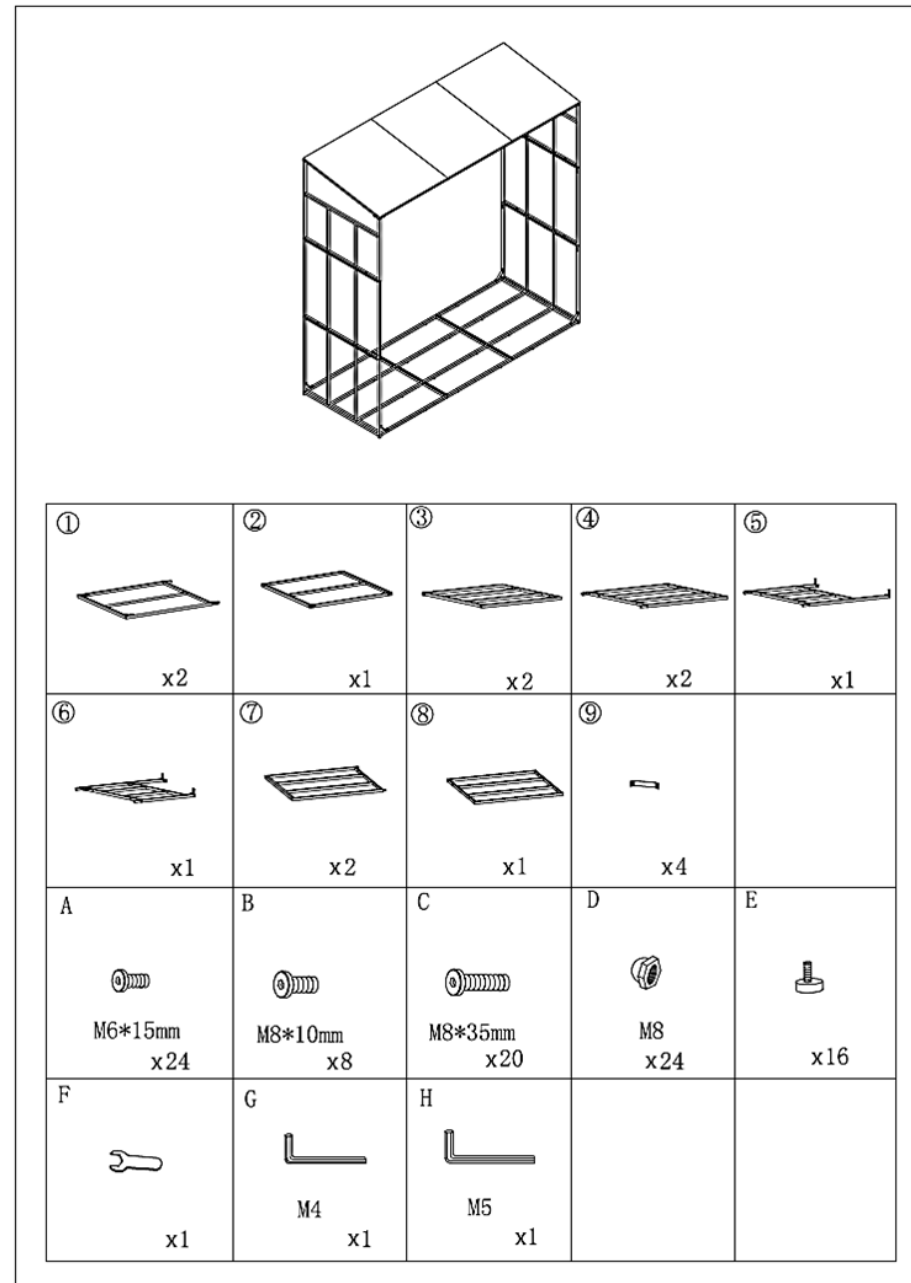 ① ② ③ ④ ⑤
x2 x1 x2 x2 x1
⑥ ⑦ ⑧ ⑨
x1 x2 x1 x4
A B C D E
M6*15mm M8*10mm M8*35mm M8
x24 x8 x20 x24 x16
F G H
M4 M5
x1 x1 x1